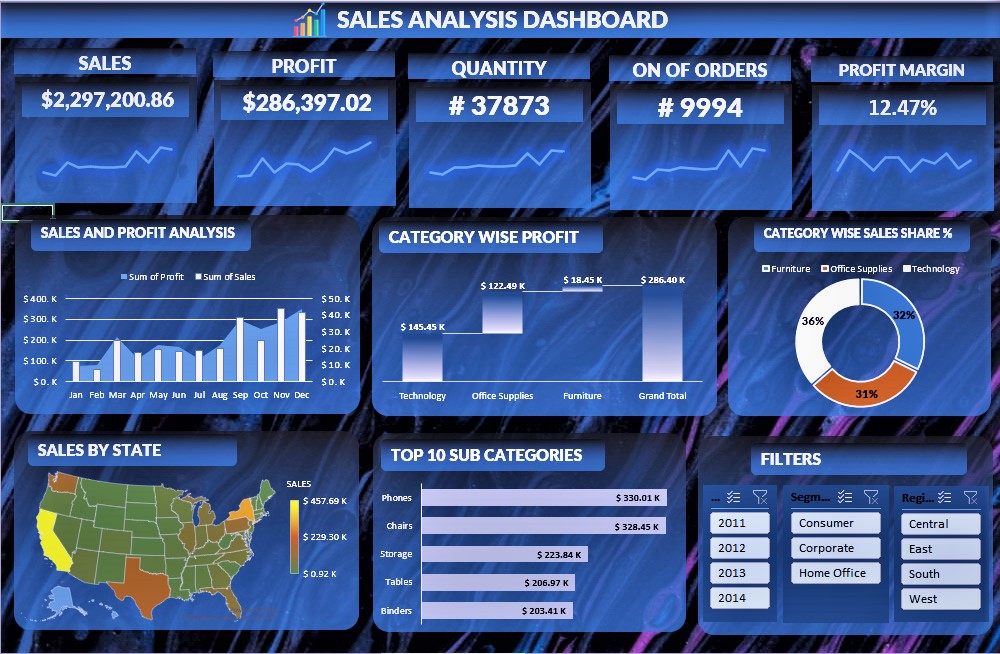 SALES ANALYSIS DASHBOARD
SALES
$2,297,200.86
PROFIT
$286,397.02
QUANTITY
# 37873
ON OF ORDERS
# 9994
PROFIT MARGIN
12.47%
SALES AND PROFIT ANALYSIS
Sum of Profit Sum of Sales
$ 400. K
$ 300. K
$ 200. K
$ 100. K
$ 0. K
$ 50. K
$ 40. K
$ 30. K
$ 20. K
$ 10. K
$ 0. K
Jan Feb Mar Apr May Jun Jul Aug Sep Oct Nov Dec
CATEGORY WISE PROFIT
$ 145.45 K
$ 122.49 K
$ 18.45 K
$ 286.40 K
Technology Office Supplies Furniture Grand Total
CATEGORY WISE SALES SHARE %
Furniture Office Supplies Technology
36%
32%
31%
SALES BY STATE
SALES
$ 457.69 K
$ 229.30 K
$ 0.92 K
TOP 10 SUB CATEGORIES
Phones $ 330.01 K
Chairs $ 328.45 K
Storage $ 223.84 K
Tables $ 206.97 K
Binders $ 203.41 K
FILTERS
...
2011
2012
2013
2014
Segm...
Consumer
Corporate
Home Office
Regi...
Central
East
South
West